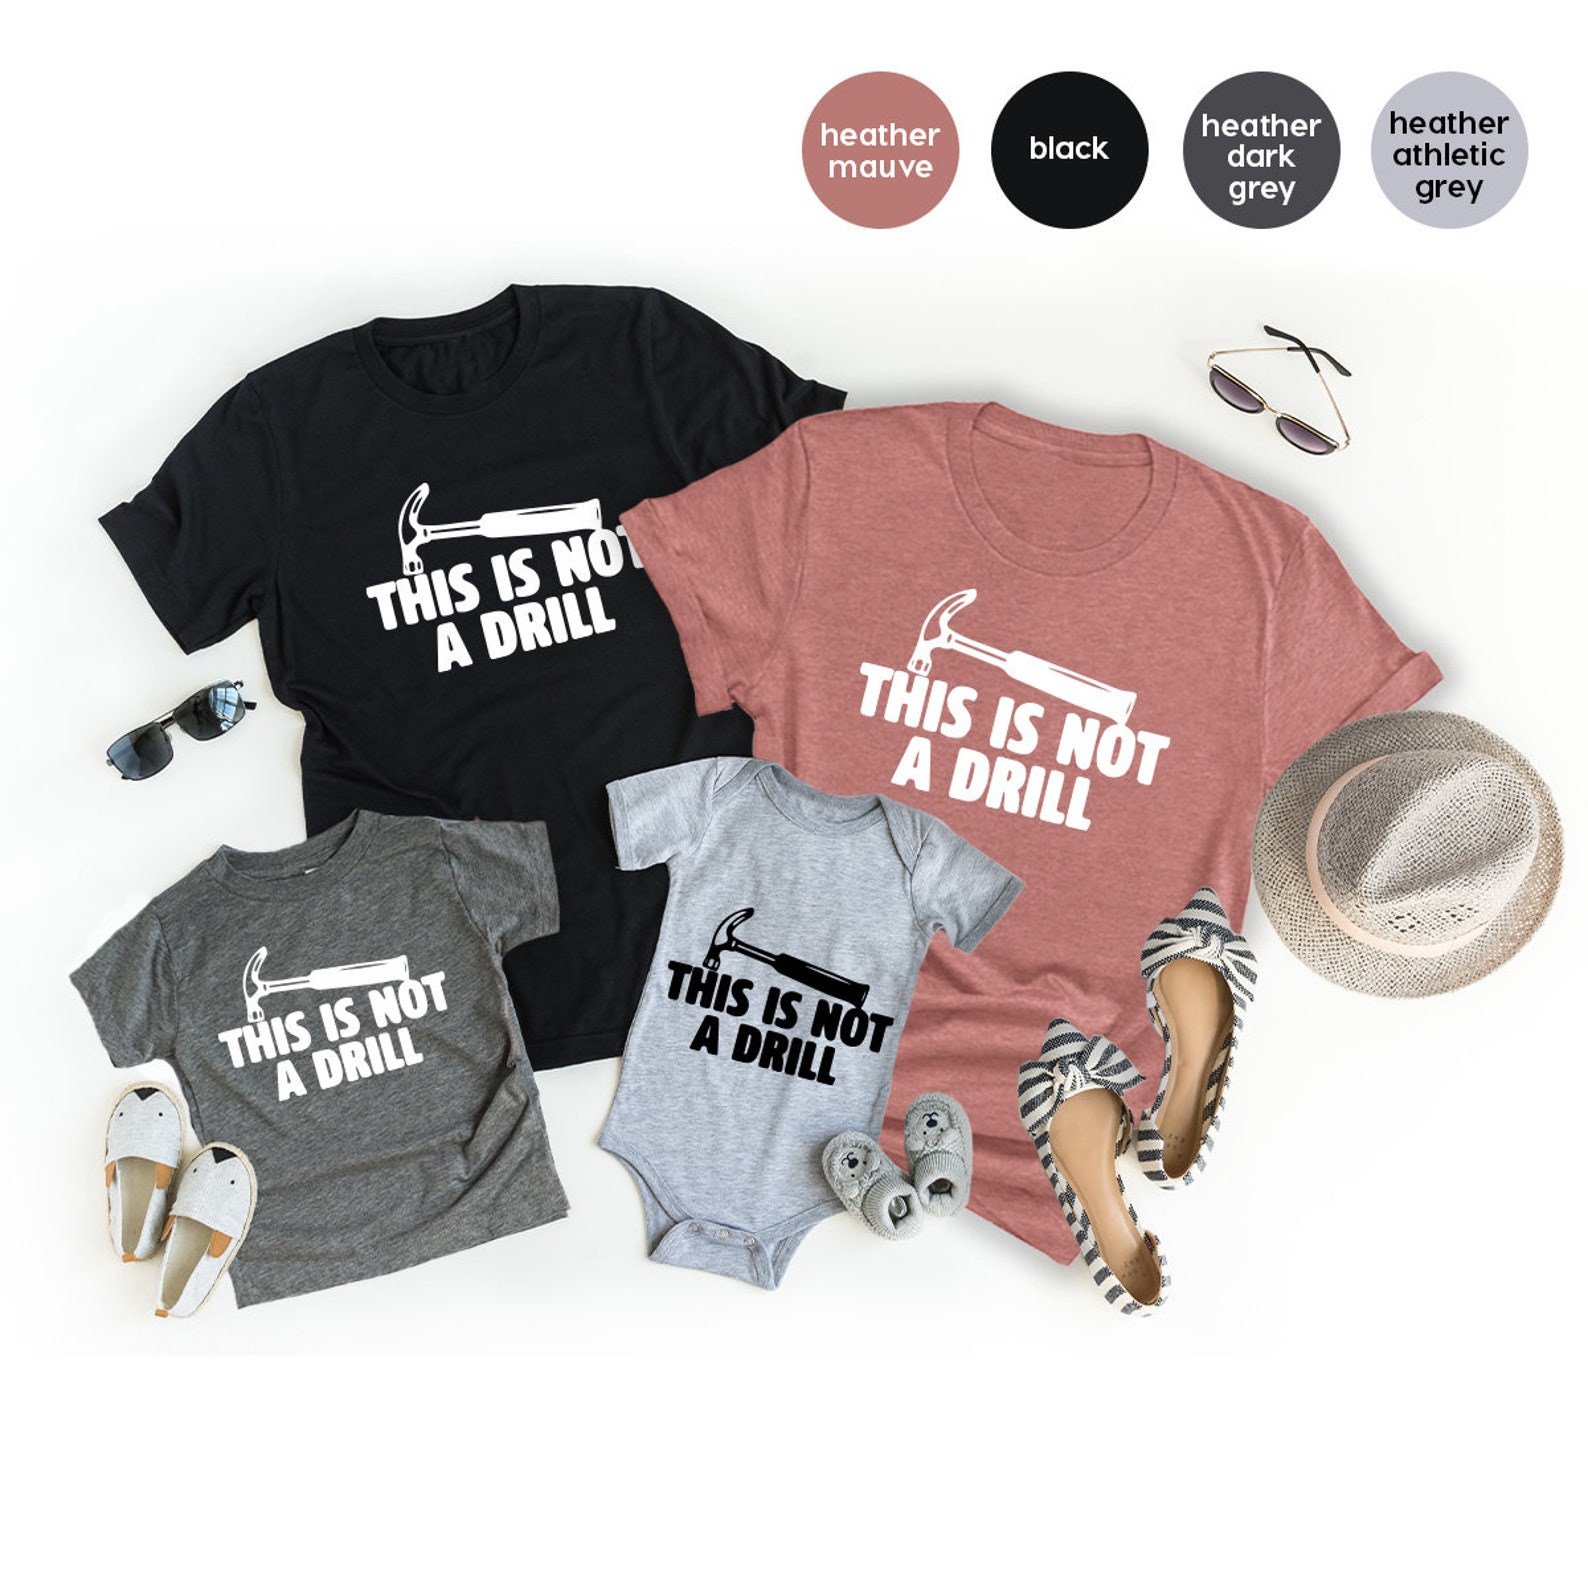 heather
mauve
black
heather
dark
grey
heather
athletic
grey
THIS IS NOT
A DRILL
THIS IS NOT
A DRILL
THIS IS NOT
A DRILL
THIS IS NOT
A DRILL